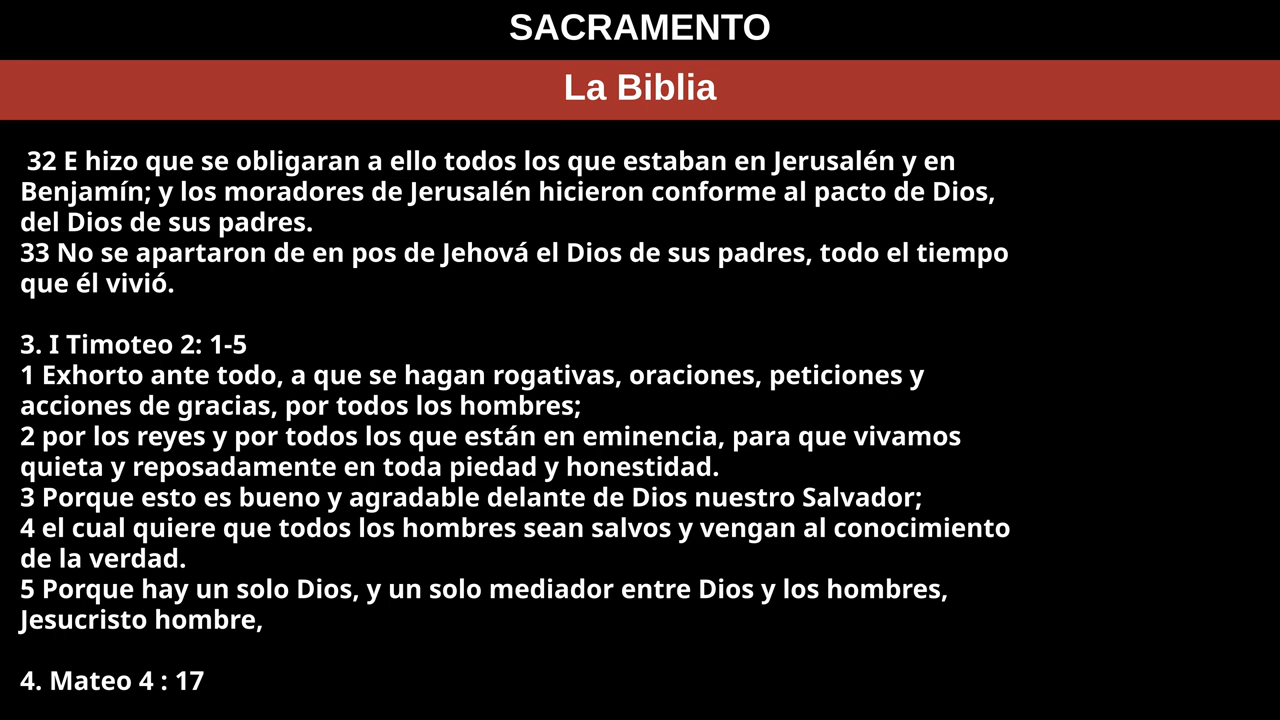 SACRAMENTO
La Biblia
32 E hizo que se obligaran a ello todos los que estaban en Jerusalén y en
Benjamín; y los moradores de Jerusalén hicieron conforme al pacto de Dios,
del Dios de sus padres.
33 No se apartaron de en pos de Jehová el Dios de sus padres, todo el tiempo
que él vivió.
3. I Timoteo 2: 1-5
1 Exhorto ante todo, a que se hagan rogativas, oraciones, peticiones y
acciones de gracias, por todos los hombres;
2 por los reyes y por todos los que están en eminencia, para que vivamos
quieta y reposadamente en toda piedad y honestidad.
3 Porque esto es bueno y agradable delante de Dios nuestro Salvador;
4 el cual quiere que todos los hombres sean salvos y vengan al conocimiento
de la verdad.
5 Porque hay un solo Dios, y un solo mediador entre Dios y los hombres,
Jesucristo hombre,
4. Mateo 4 : 17